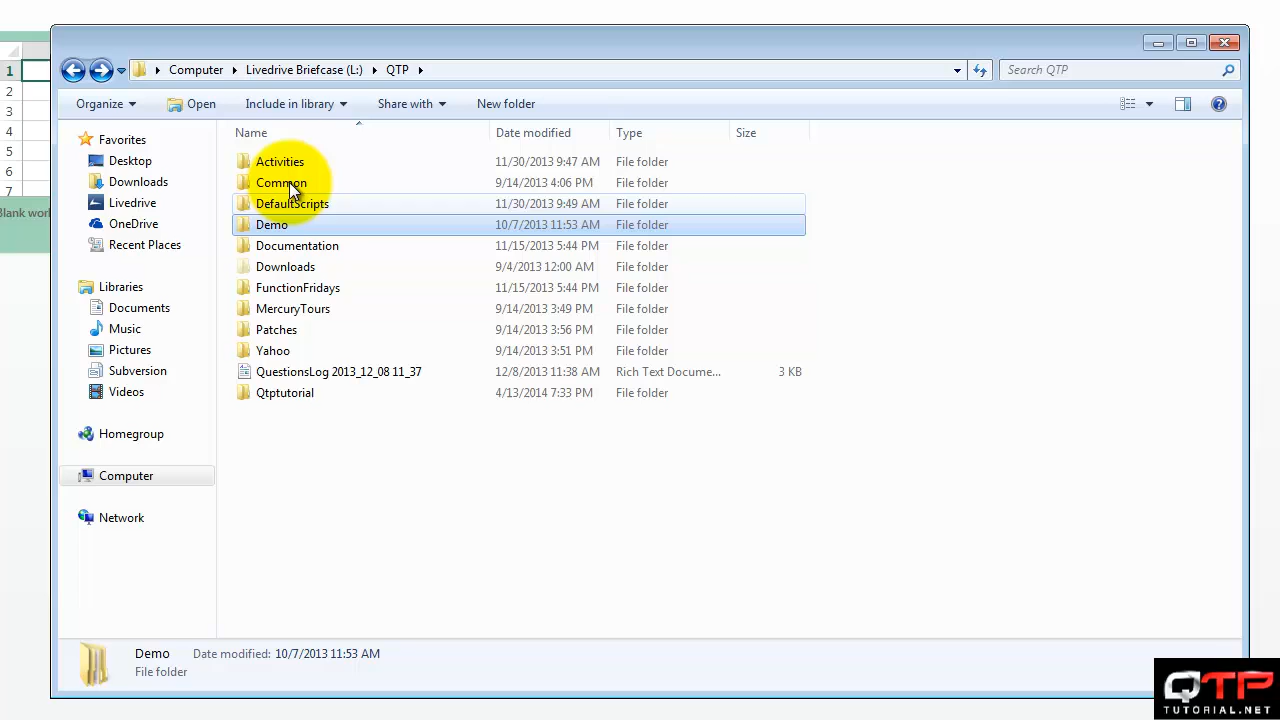 Computer Livedrive Briefcase (L:) QTP Search QTP
Organize Open Include in library Share with New folder
Name Date modified Type Size
Favorites
Desktop
Downloads
Livedrive
OneDrive
Recent Places
Libraries
Documents
Music
Pictures
Subversion
Videos
Homegroup
Computer
Network
Activities 11/30/2013 9:47 AM File folder
Common 9/14/2013 4:06 PM File folder
DefaultScripts 11/30/2013 9:49 AM File folder
Demo 10/7/2013 11:53 AM File folder
Documentation 11/15/2013 5:44 PM File folder
Downloads 9/4/2013 12:00 AM File folder
FunctionFridays 11/15/2013 5:44 PM File folder
MercuryTours 9/14/2013 3:49 PM File folder
Patches 9/14/2013 3:56 PM File folder
Yahoo 9/14/2013 3:51 PM File folder
QuestionsLog 2013_12_08 11_37 12/8/2013 11:38 AM Rich Text Docume... 3 KB
Qtptutorial 4/13/2014 7:33 PM File folder
1
2
3
4
5
6
7
Blank wor
Demo Date modified: 10/7/2013 11:53 AM
File folder
QTP
TUTORIAL.NET